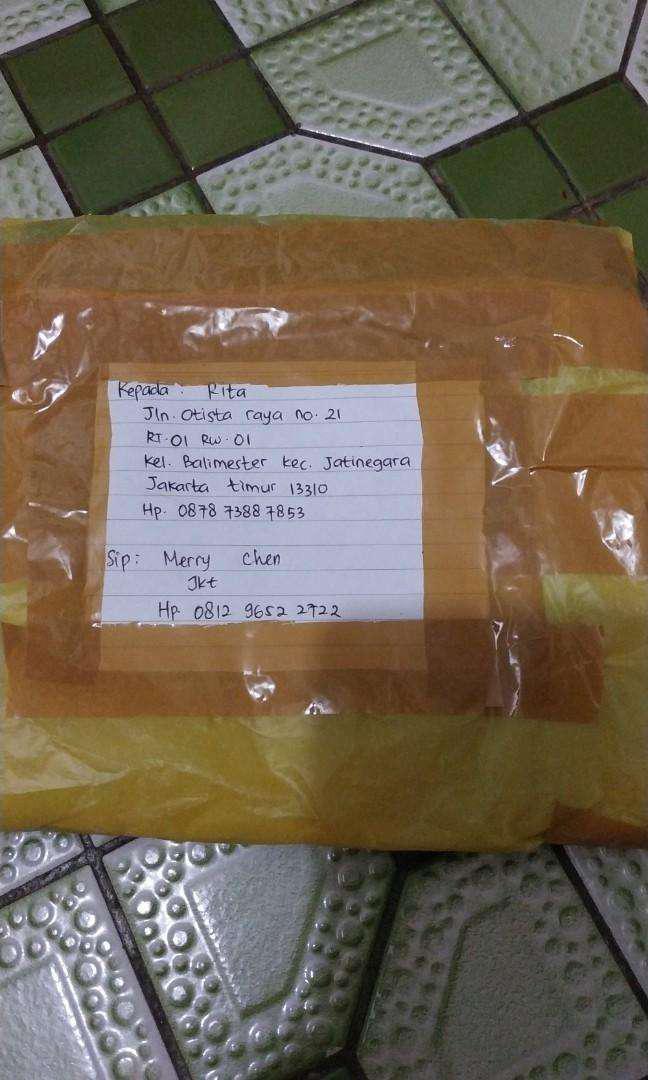 Kepada : Rita
Jln. Otista raya no. 21
RT. 01 RW. 01
Kel. Balimester kec. Jatinegara
Jakarta timur 13310
Hp. 0878 7388 7853
Sip : Merry Chen
Jkt
Hp 0812 9652 2722